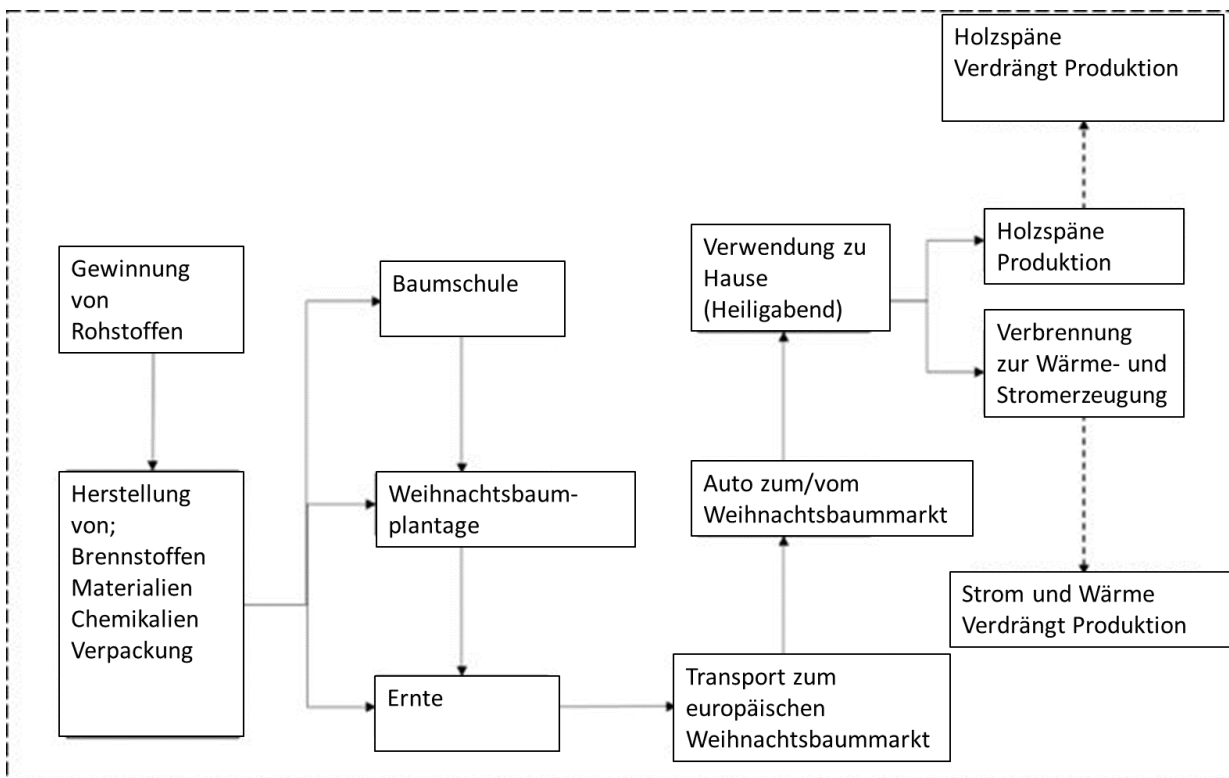 Holzspäne
Verdrängt Produktion
Gewinnung
von
Rohstoffen
Baumschule
Verwendung zu
Hause
(Heiligabend)
Holzspäne
Produktion
Verbrennung
zur Wärme- und
Stromerzeugung
Herstellung
von;
Brennstoffen
Materialien
Chemikalien
Verpackung
Weihnachtsbaum-
plantage
Auto zum/vom
Weihnachtsbaummarkt
Strom und Wärme
Verdrängt Produktion
Ernte
Transport zum
europäischen
Weihnachtsbaummarkt